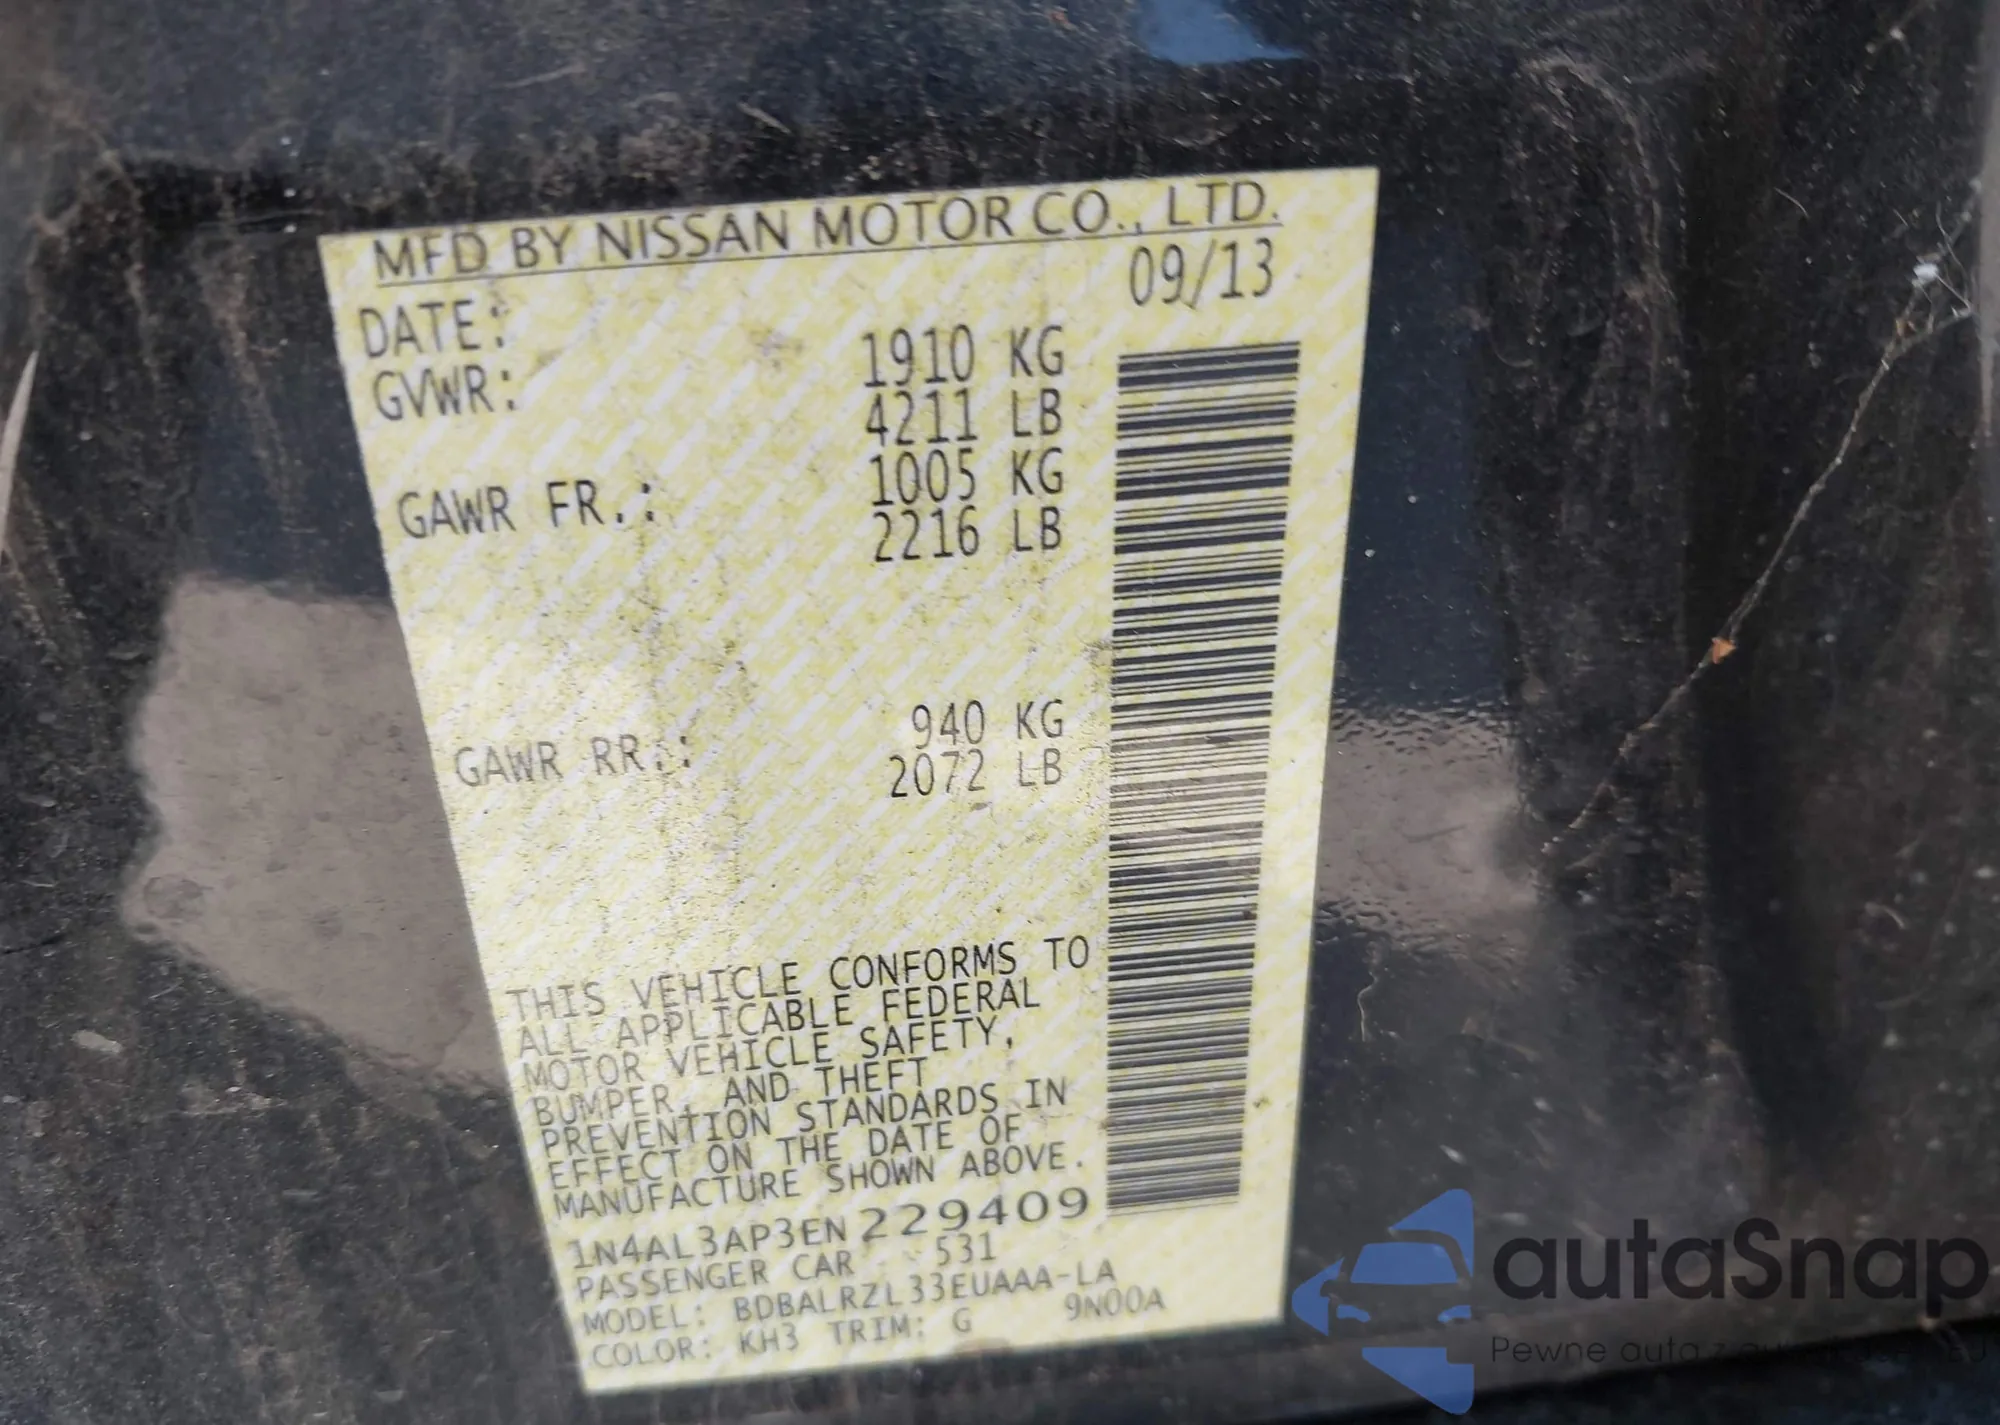 MFD BY NISSAN MOTOR CO., LTD.
DATE: 09/13
GVWR: 1910 KG
4211 LB
GAWR FR.: 1005 KG
2216 LB
GAWR RR.: 940 KG
2072 LB
THIS VEHICLE CONFORMS TO
ALL APPLICABLE FEDERAL
MOTOR VEHICLE SAFETY,
BUMPER, AND THEFT
PREVENTION STANDARDS IN
EFFECT ON THE DATE OF
MANUFACTURE SHOWN ABOVE.
1N4AL3AP3EN229409
PASSENGER CAR 531
MODEL: BDBALRZL33EUAAA-LA
COLOR: KH3 TRIM: G 9N00A
autaSnap
Pewne auta z